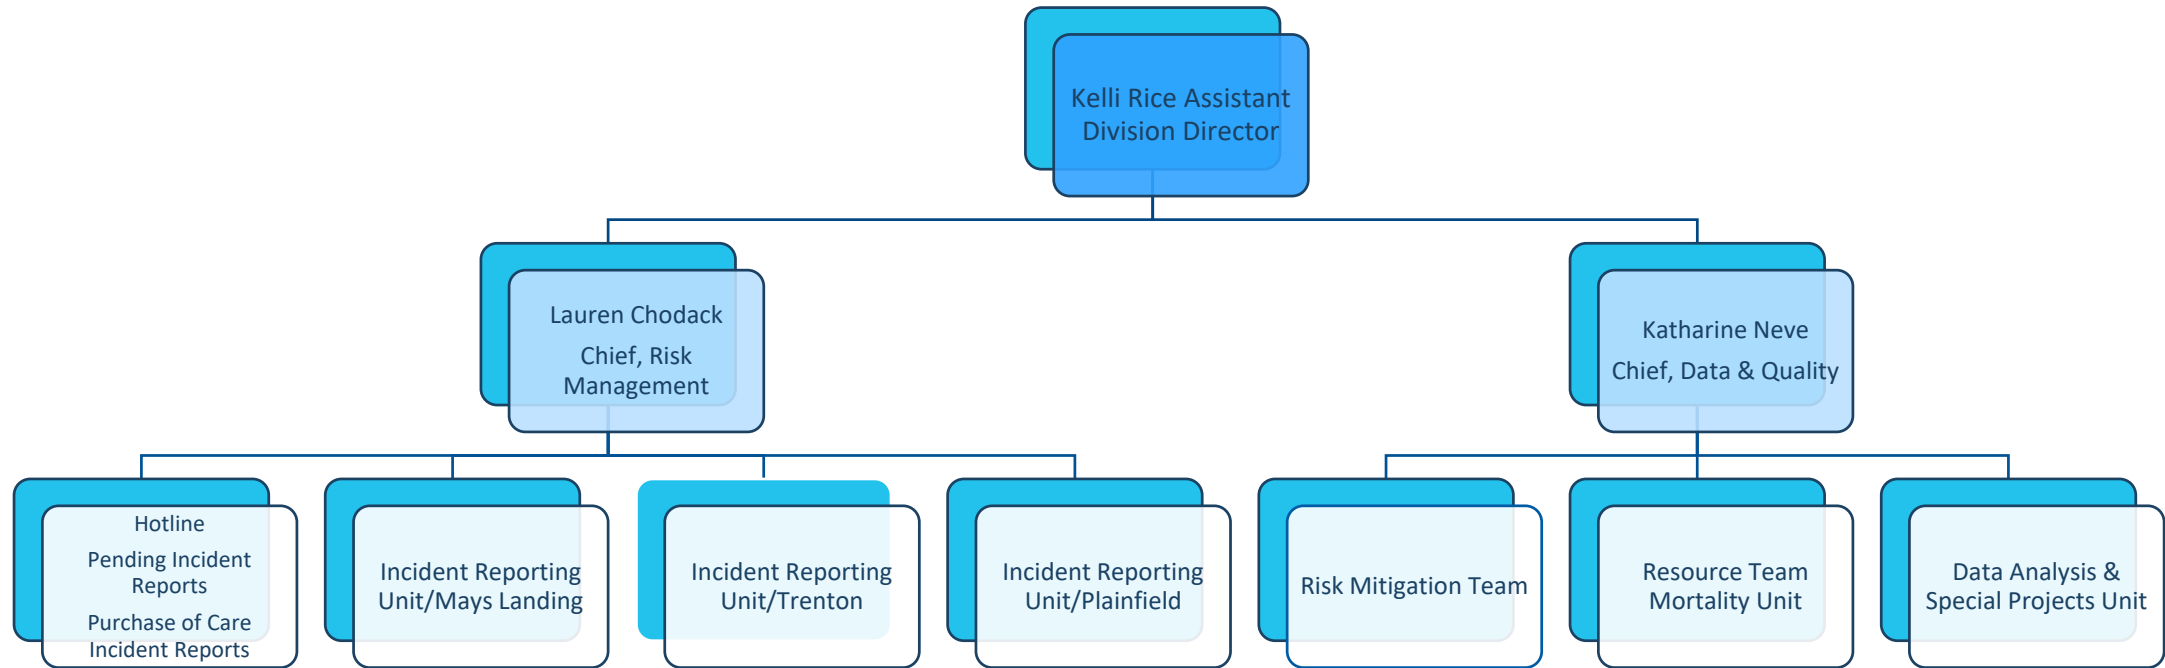 Kelli Rice Assistant
Division Director
Lauren Chodack
Chief, Risk
Management
Katharine Neve
Chief, Data & Quality
Hotline
Pending Incident
Reports
Purchase of Care
Incident Reports
Incident Reporting
Unit/Mays Landing
Incident Reporting
Unit/Trenton
Incident Reporting
Unit/Plainfield
Risk Mitigation Team
Resource Team
Mortality Unit
Data Analysis &
Special Projects Unit